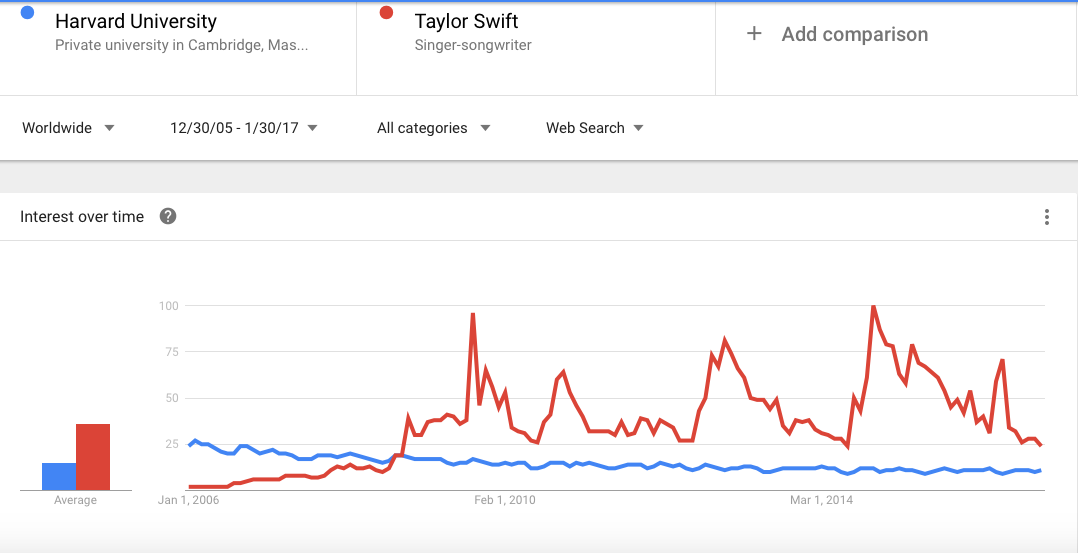 Harvard University
Private university in Cambridge, Mas...
Taylor Swift
Singer-songwriter
+ Add comparison
Worldwide
12/30/05 - 1/30/17
All categories
Web Search
Interest over time ?
100
75
50
25
Average
Jan 1, 2006
Feb 1, 2010
Mar 1, 2014